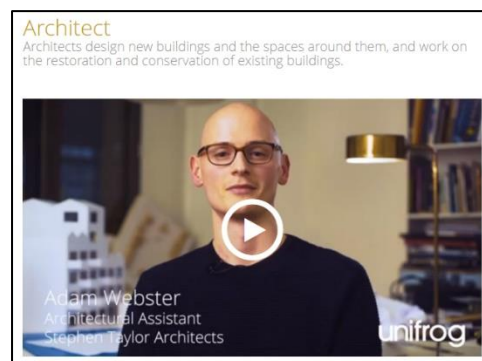 Architect
Architects design new buildings and the spaces around them, and work on
the restoration and conservation of existing buildings.
Adam Webster
Architectural Assistant
Stephen Taylor Architects
unifrog